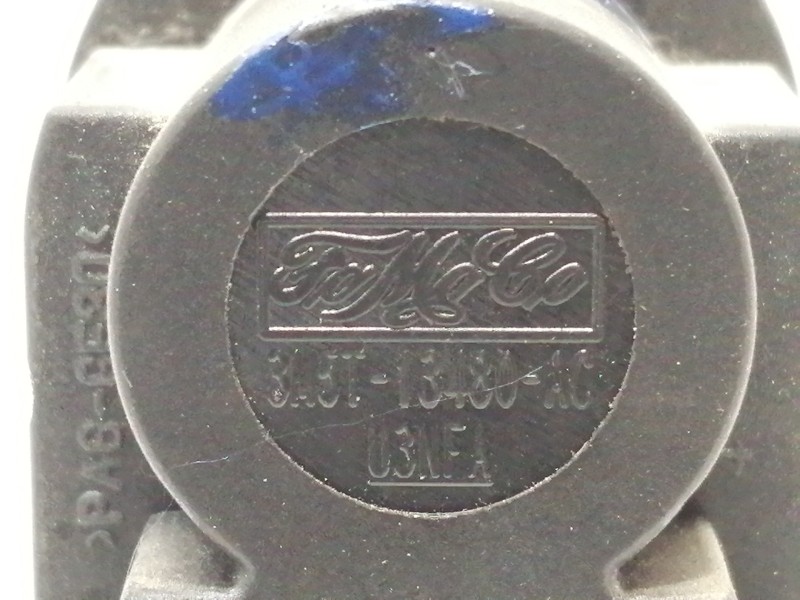 FoMoCo
3A5T-13480-AC
03NFA
>PA6-GF30<